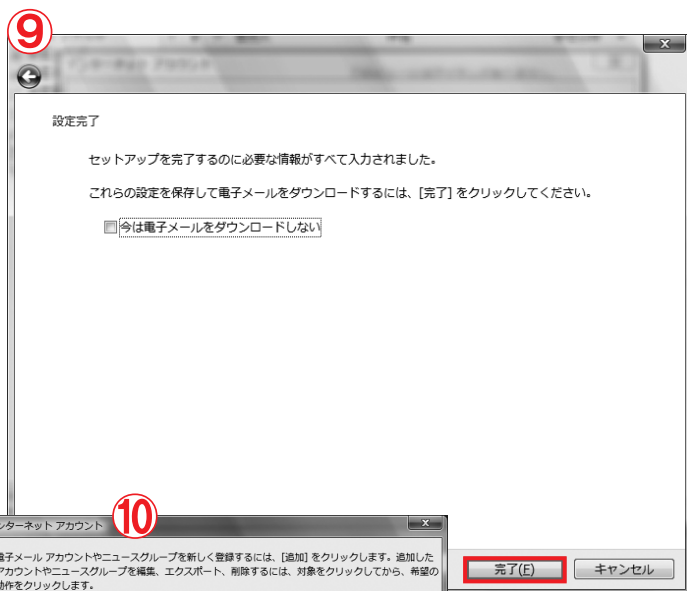 ⑨
設定完了
セットアップを完了するのに必要な情報がすべて入力されました。
これらの設定を保存して電子メールをダウンロードするには、[完了] をクリックしてください。
今は電子メールをダウンロードしない
⑩
ターネット アカウント
電子メール アカウントやニュースグループを新しく登録するには、[追加] をクリックします。追加した
アカウントやニュースグループを編集、エクスポート、削除するには、対象をクリックしてから、希望の
動作をクリックします。
完了(F)
キャンセル